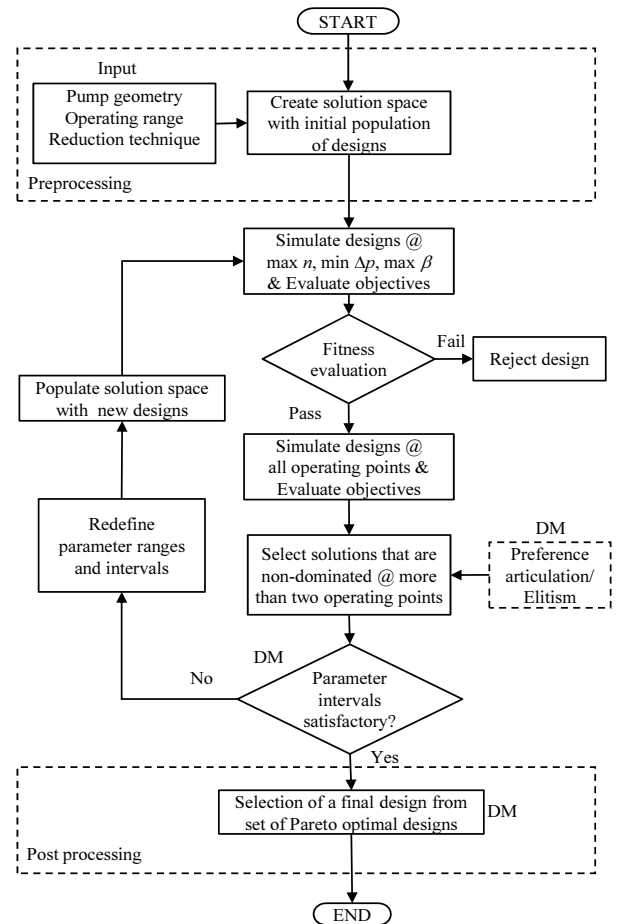 START
Input
Pump geometry
Operating range
Reduction technique
Create solution space
with initial population
of designs
Preprocessing
Simulate designs @
max n, min Δp, max β
& Evaluate objectives
Fitness
evaluation
Fail
Reject design
Populate solution space
with new designs
Pass
Simulate designs @
all operating points &
Evaluate objectives
Redefine
parameter ranges
and intervals
Select solutions that are
non-dominated @ more
than two operating points
DM
Preference
articulation/
Elitism
DM
No
Parameter
intervals
satisfactory?
Yes
Selection of a final design from
set of Pareto optimal designs
DM
Post processing
END